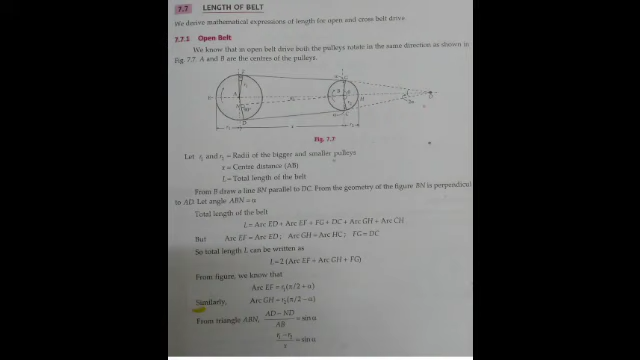 7.7 LENGTH OF BELT
We derive mathematical expressions of length for open and cross belt drive.
7.7.1 Open Belt
We know that in open belt drive both the pulleys rotate in the same direction as shown in
Fig. 7.7. A and B are the centres of the pulleys.
Fig. 7.7
Let r₁ and r₂ = Radii of the bigger and smaller pulleys
x = Centre distance (AB)
L = Total length of the belt
From B draw a line BN parallel to DC. From the geometry of the figure BN is perpendicul
to AD. Let angle ABN = α
Total length of the belt
L = Arc ED + Arc EF + FG + DC + Arc GH + Arc CH
But Arc EF = Arc ED; Arc GH = Arc HC; FG = DC
So total length L can be written as
L = 2 (Arc EF + Arc GH + FG)
From figure, we know that
Arc EF = r₁(π/2 + α)
Similarly, Arc GH = r₂(π/2 − α)
From triangle ABN, (AD − ND)/AB = sin α
(r₁ − r₂)/x = sin α